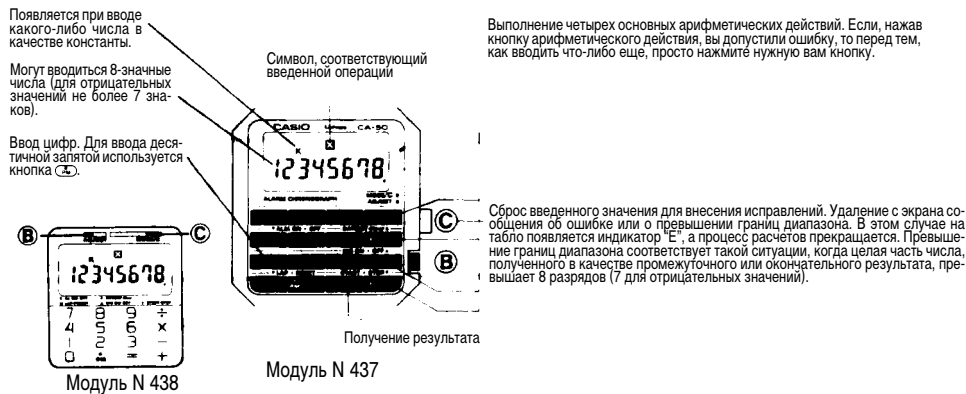 Появляется при вводе
какого-либо числа в
качестве константы.
Могут вводиться 8-значные
числа (для отрицательных
значений не более 7 зна-
ков).
Ввод цифр. Для ввода деся-
тичной запятой используется
кнопка
Символ, соответствующий
введенной операции
CASIO CA-50
K
12345678.
ALARM CHRONOGRAPH
MODE/C
ADJUST
C
B
Получение результата
Модуль N 437
B
C
K
12345678.
7 8 9 ÷
4 5 6 ×
1 2 3 −
0 = +
Модуль N 438
Выполнение четырех основных арифметических действий. Если, нажав
кнопку арифметического действия, вы допустили ошибку, то перед тем,
как вводить что-либо еще, просто нажмите нужную вам кнопку.
Сброс введенного значения для внесения исправлений. Удаление с экрана со-
общения об ошибке или о превышении границ диапазона. В этом случае на
табло появляется индикатор "E", а процесс расчетов прекращается. Превыше-
ние границ диапазона соответствует такой ситуации, когда целая часть числа,
полученного в качестве промежуточного или окончательного результата, пре-
вышает 8 разрядов (7 для отрицательных значений).